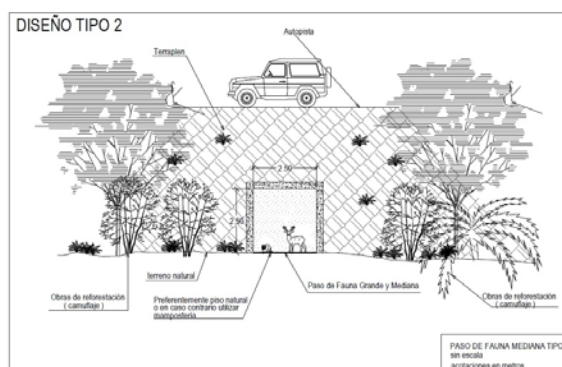 DISEÑO TIPO 2
Autopista
Terraplen
2.50
2.50
terreno natural
Paso de Fauna Grande y Mediana
Obras de reforestación
( camuflaje )
Preferentemente piso natural
o en caso contrario utilizar
mampostería
Obras de reforestación
( camuflaje )
PASO DE FAUNA MEDIANA TIPO
sin escala
acotaciones en metros